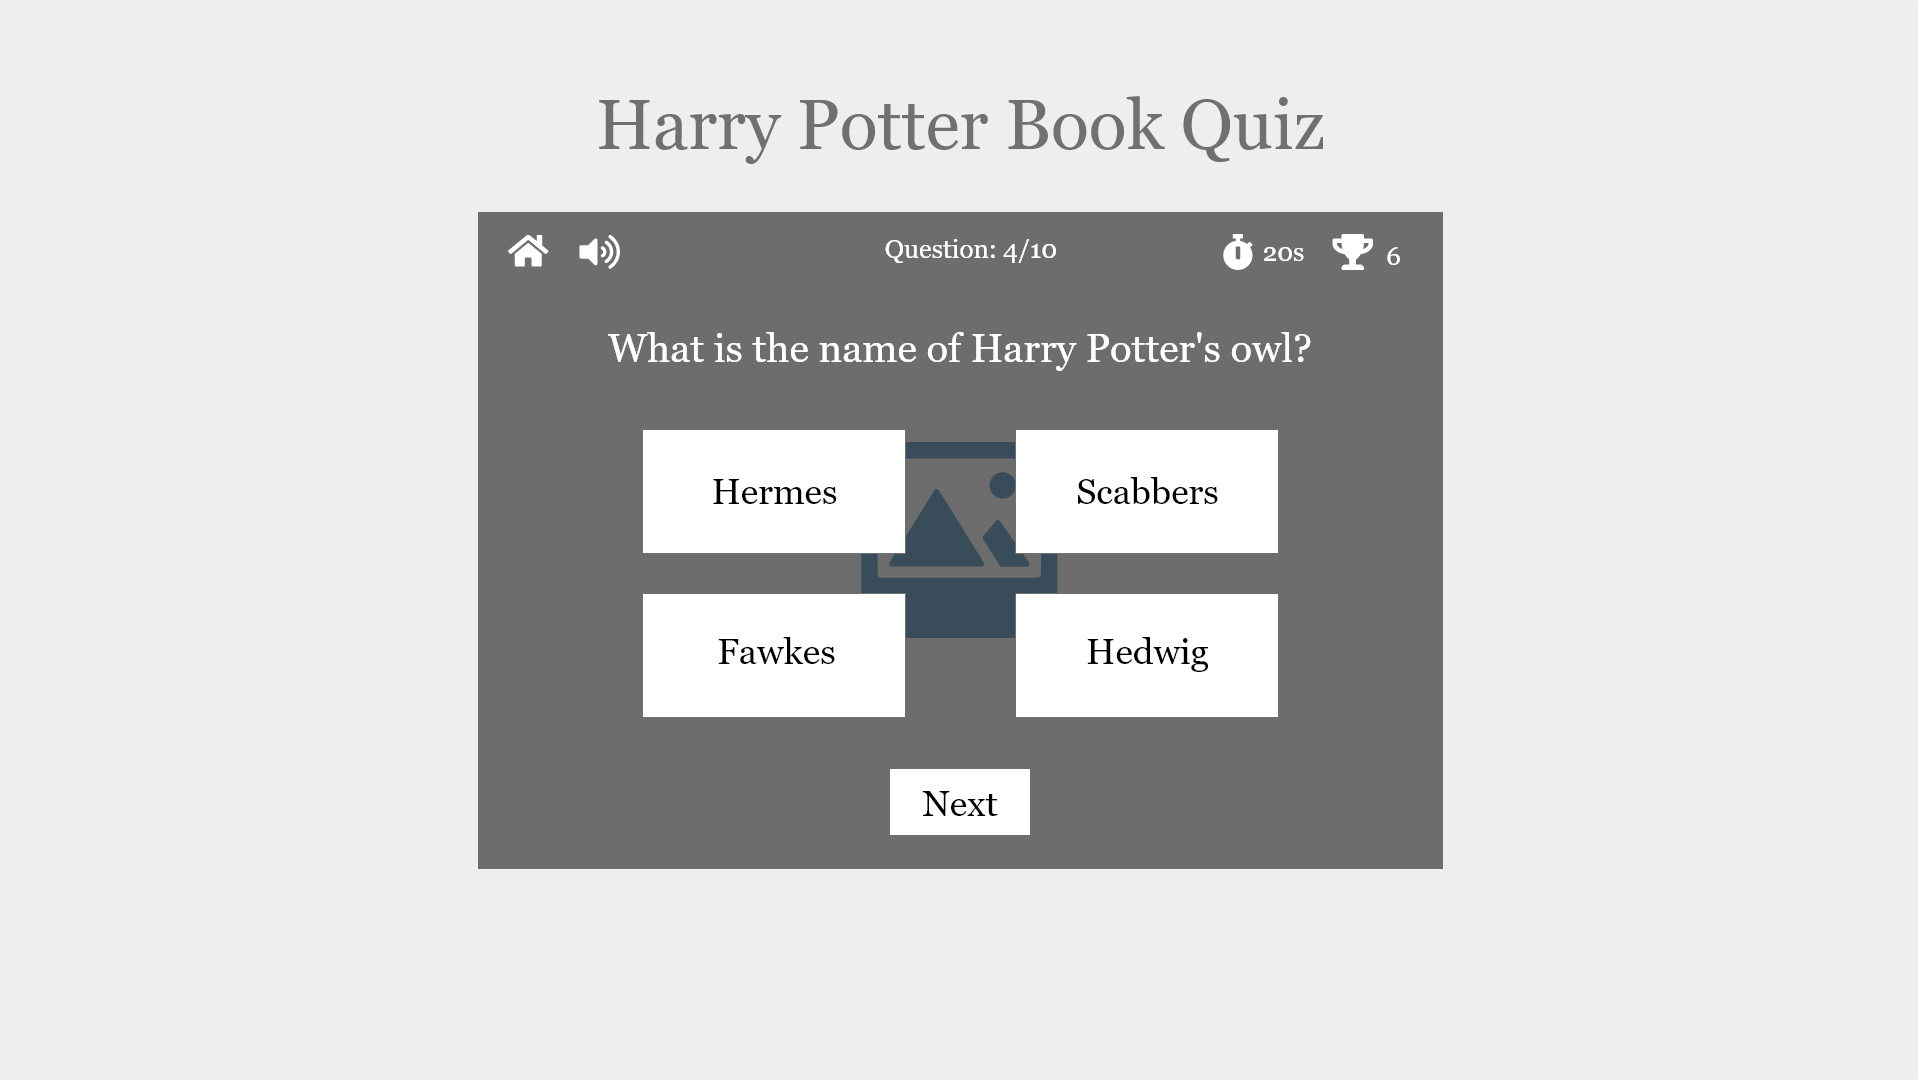 Harry Potter Book Quiz
Question: 4/10
20s
6
What is the name of Harry Potter's owl?
Hermes
Scabbers
Fawkes
Hedwig
Next